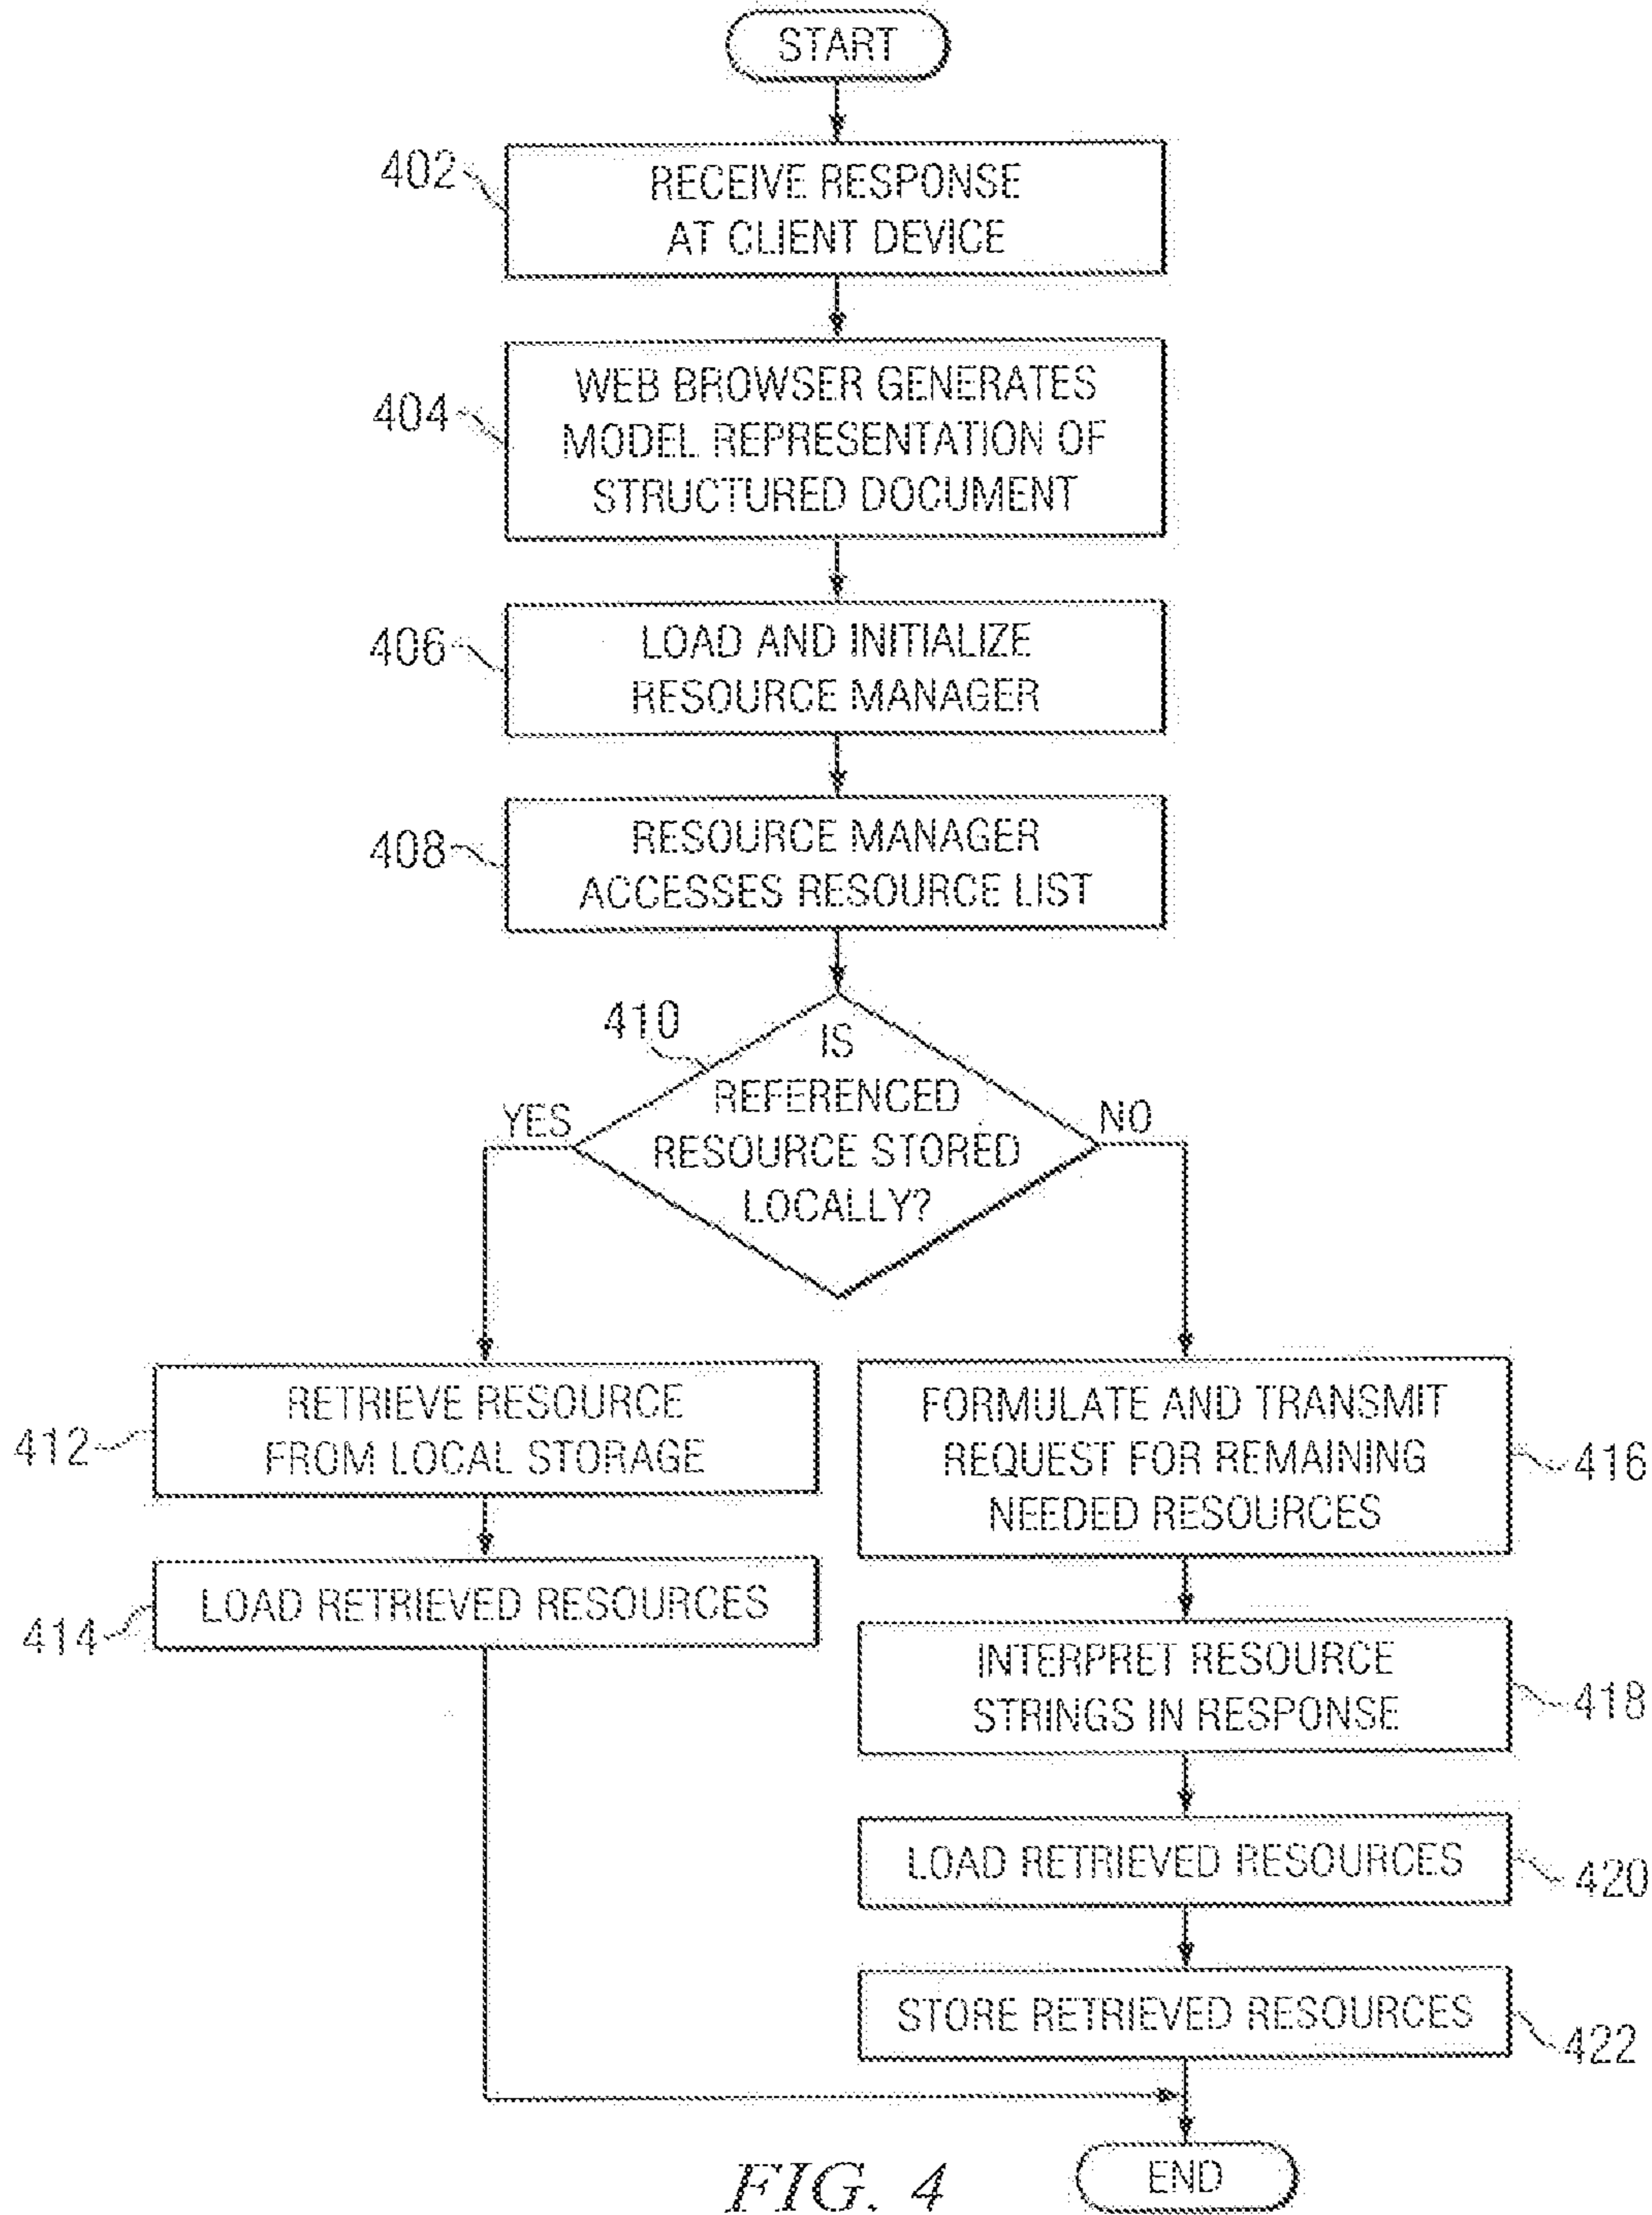 START
402
RECEIVE RESPONSE
AT CLIENT DEVICE
404
WEB BROWSER GENERATES
MODEL REPRESENTATION OF
STRUCTURED DOCUMENT
406
LOAD AND INITIALIZE
RESOURCE MANAGER
408
RESOURCE MANAGER
ACCESSES RESOURCE LIST
410
IS
REFERENCED
RESOURCE STORED
LOCALLY?
YES
NO
412
RETRIEVE RESOURCE
FROM LOCAL STORAGE
414
LOAD RETRIEVED RESOURCES
FORMULATE AND TRANSMIT
REQUEST FOR REMAINING
NEEDED RESOURCES
416
INTERPRET RESOURCE
STRINGS IN RESPONSE
418
LOAD RETRIEVED RESOURCES
420
STORE RETRIEVED RESOURCES
422
END
FIG. 4